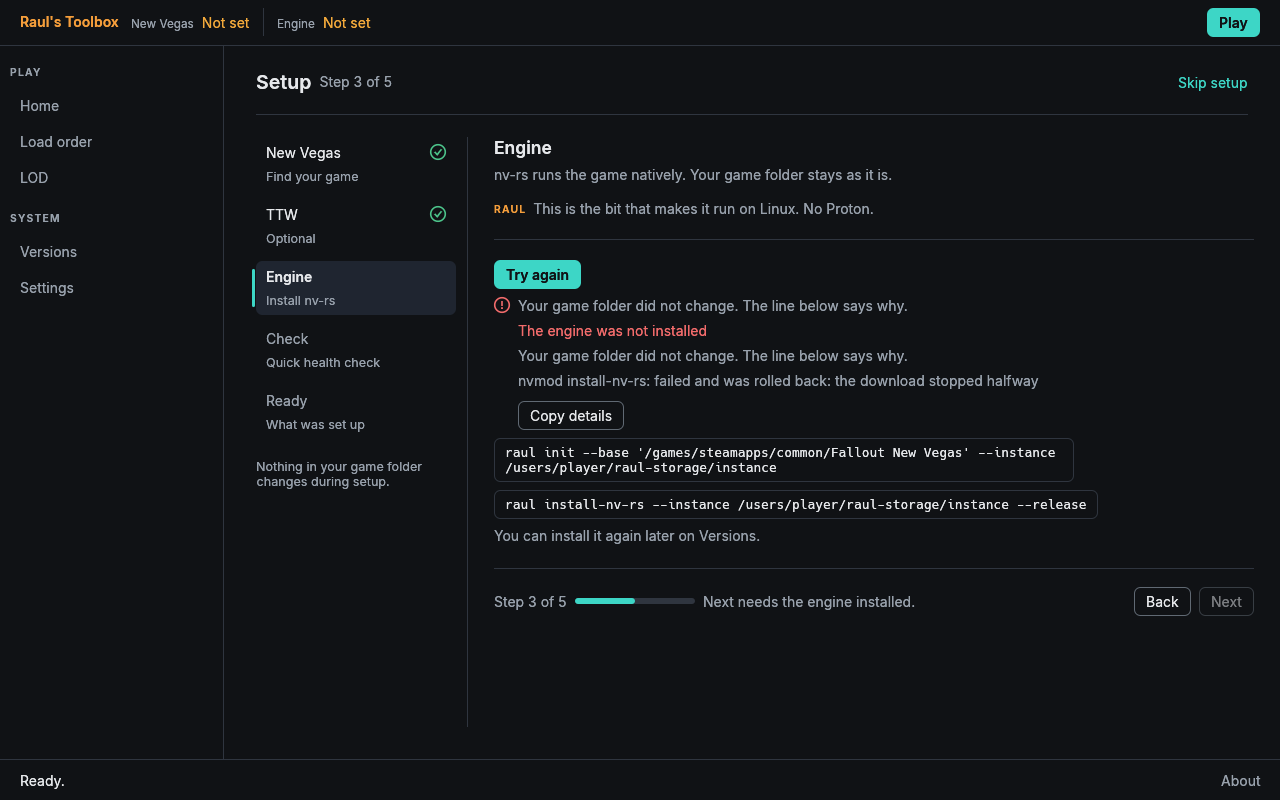 Raul's Toolbox New Vegas Not set Engine Not set Play
PLAY
Home
Load order
LOD
SYSTEM
Versions
Settings
Setup Step 3 of 5 Skip setup
New Vegas
Find your game
TTW
Optional
Engine
Install nv-rs
Check
Quick health check
Ready
What was set up
Nothing in your game folder
changes during setup.
Engine
nv-rs runs the game natively. Your game folder stays as it is.
RAUL This is the bit that makes it run on Linux. No Proton.
Try again
Your game folder did not change. The line below says why.
The engine was not installed
Your game folder did not change. The line below says why.
nvmod install-nv-rs: failed and was rolled back: the download stopped halfway
Copy details
raul init --base '/games/steamapps/common/Fallout New Vegas' --instance
/users/player/raul-storage/instance
raul install-nv-rs --instance /users/player/raul-storage/instance --release
You can install it again later on Versions.
Step 3 of 5 Next needs the engine installed. Back Next
Ready. About